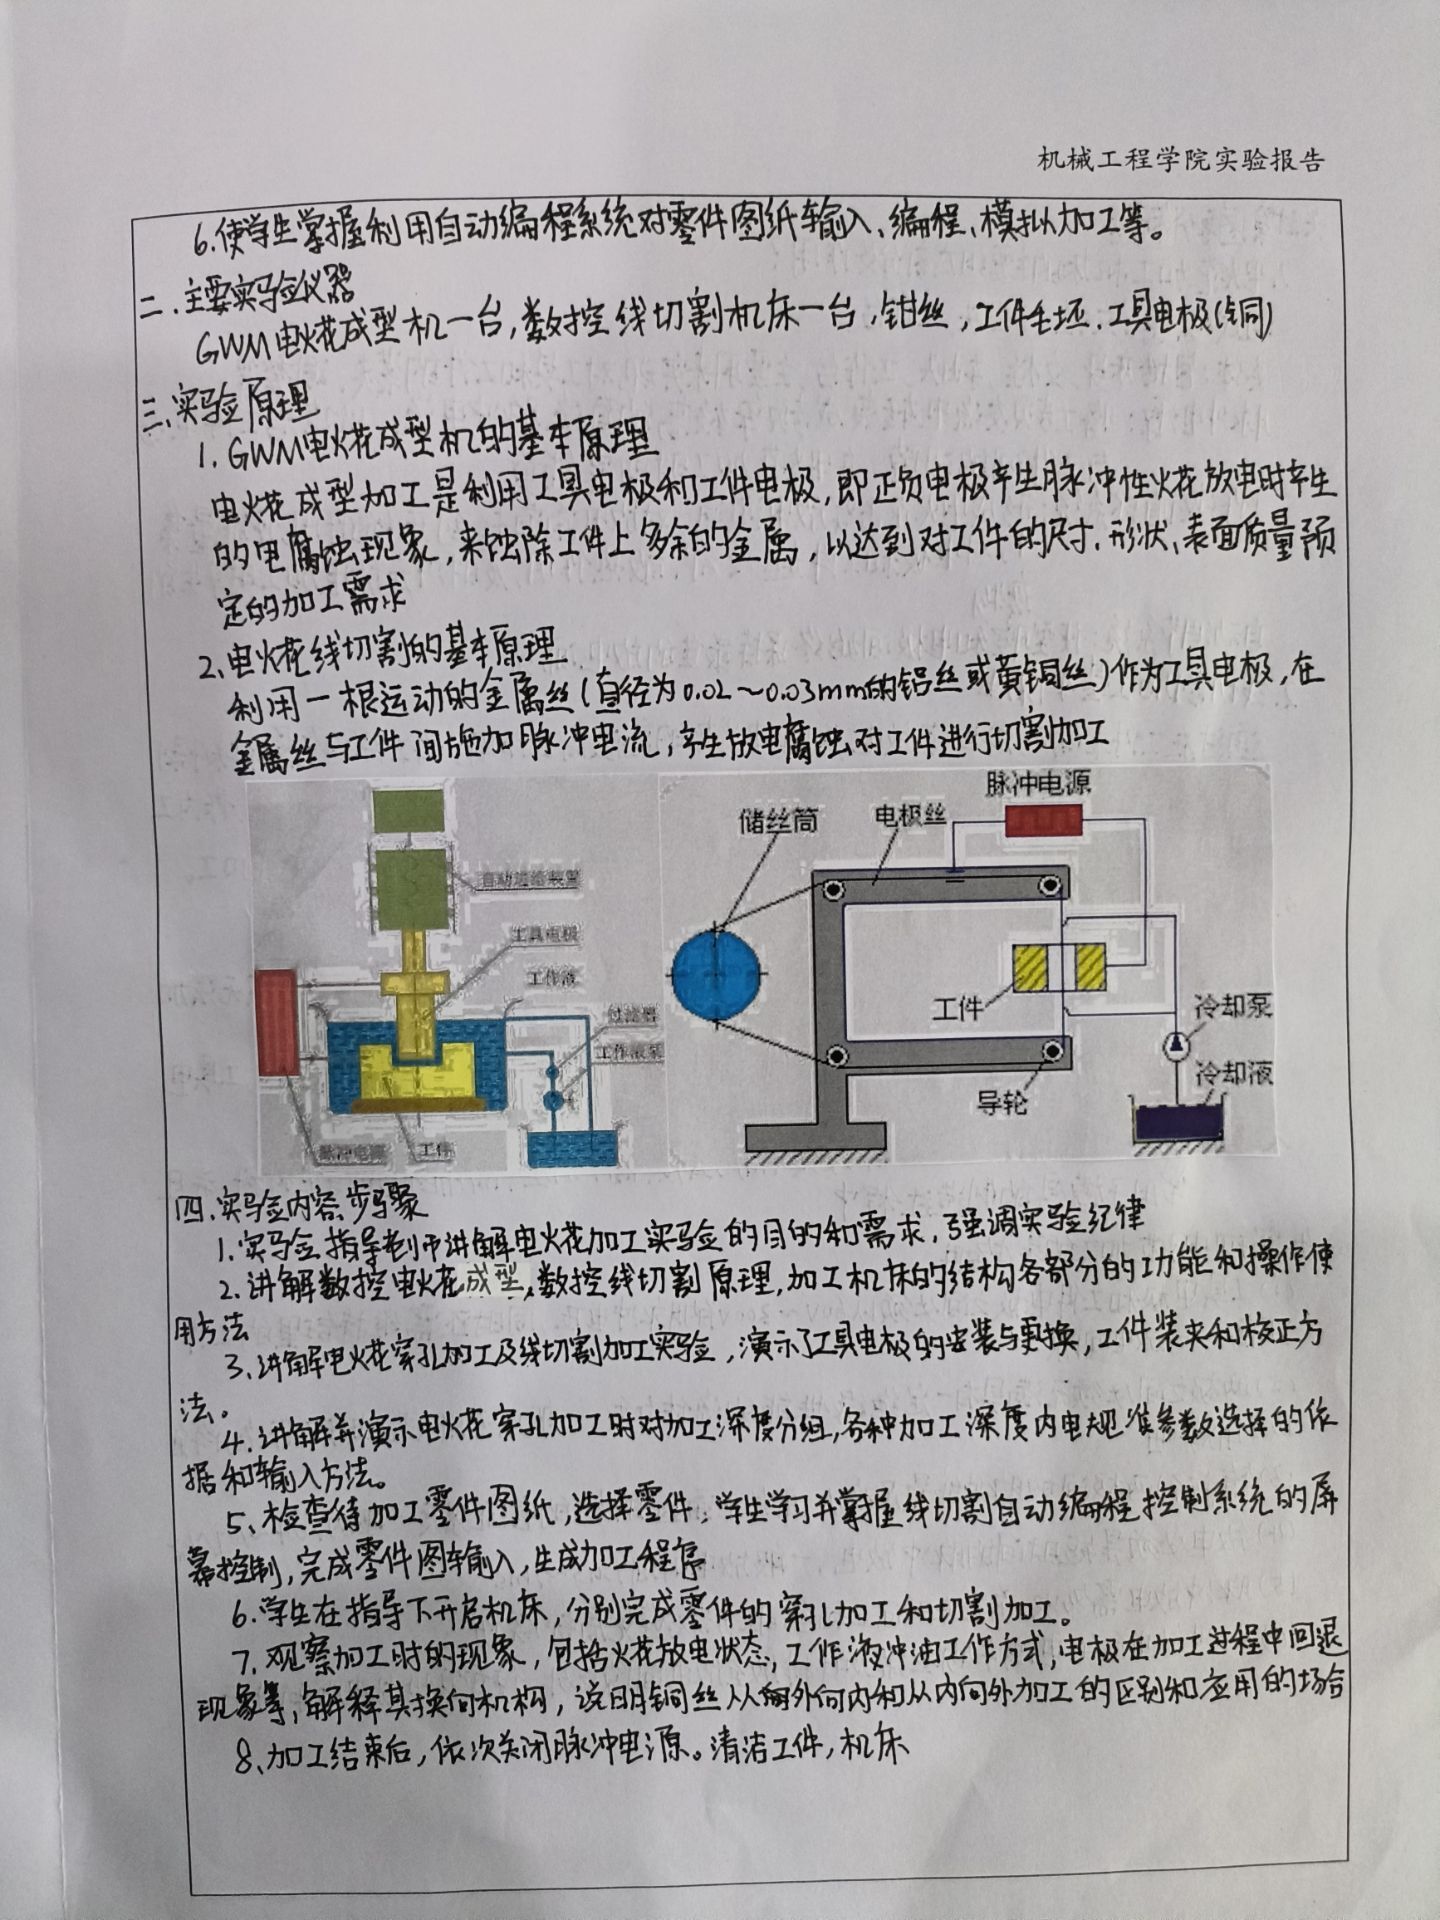 机械工程学院实验报告
6.使学生掌握利用自动编程系统对零件图纸输入、编程、模拟加工等。
二.主要实验仪器
GWM电火花成型机一台,数控线切割机床一台,钳丝,工件毛坯.工具电极(铜)
三、实验原理
1.GWM电火花成型机的基本原理
电火花成型加工是利用工具电极和工件电极,即正负电极产生脉冲性火花放电时产生
的电腐蚀现象,来蚀除工件上多余的金属,以达到对工件的尺寸.形状、表面质量预
定的加工需求
2.电火花线切割的基本原理
利用一根运动的金属丝(直径为0.02~0.03mm的铝丝或黄铜丝)作为工具电极,在
金属丝与工件间施加脉冲电流,产生放电腐蚀对工件进行切割加工
自动进给装置
工具电极
工作液
过滤器
工作液泵
脉冲电源
工件
脉冲电源
储丝筒
电极丝
工件
冷却泵
冷却液
导轮
四.实验内容、步骤
1.实验指导老师讲解电火花加工实验的目的和需求,强调实验纪律
2.讲解数控电火花成型,数控线切割原理,加工机床的结构各部分的功能和操作使
用方法
3.讲解电火花穿孔加工及线切割加工实验,演示了工具电极的安装与更换,工件装夹和校正方
法。
4.讲解并演示电火花穿孔加工时对加工深度分组,各种加工深度内电规准参数选择的依
据和输入方法。
5、检查待加工零件图纸,选择零件,学生学习并掌握线切割自动编程控制系统的屏
幕控制,完成零件图输入,生成加工程序
6.学生在指导下开启机床,分别完成零件的穿孔加工和切割加工。
7.观察加工时的现象,包括火花放电状态,工作液冲油工作方式,电极在加工过程中回退
现象等,解释其换向机构,说明铜丝从外向内和从内向外加工的区别和应用的场合
8、加工结束后,依次关闭脉冲电源。清洁工件,机床